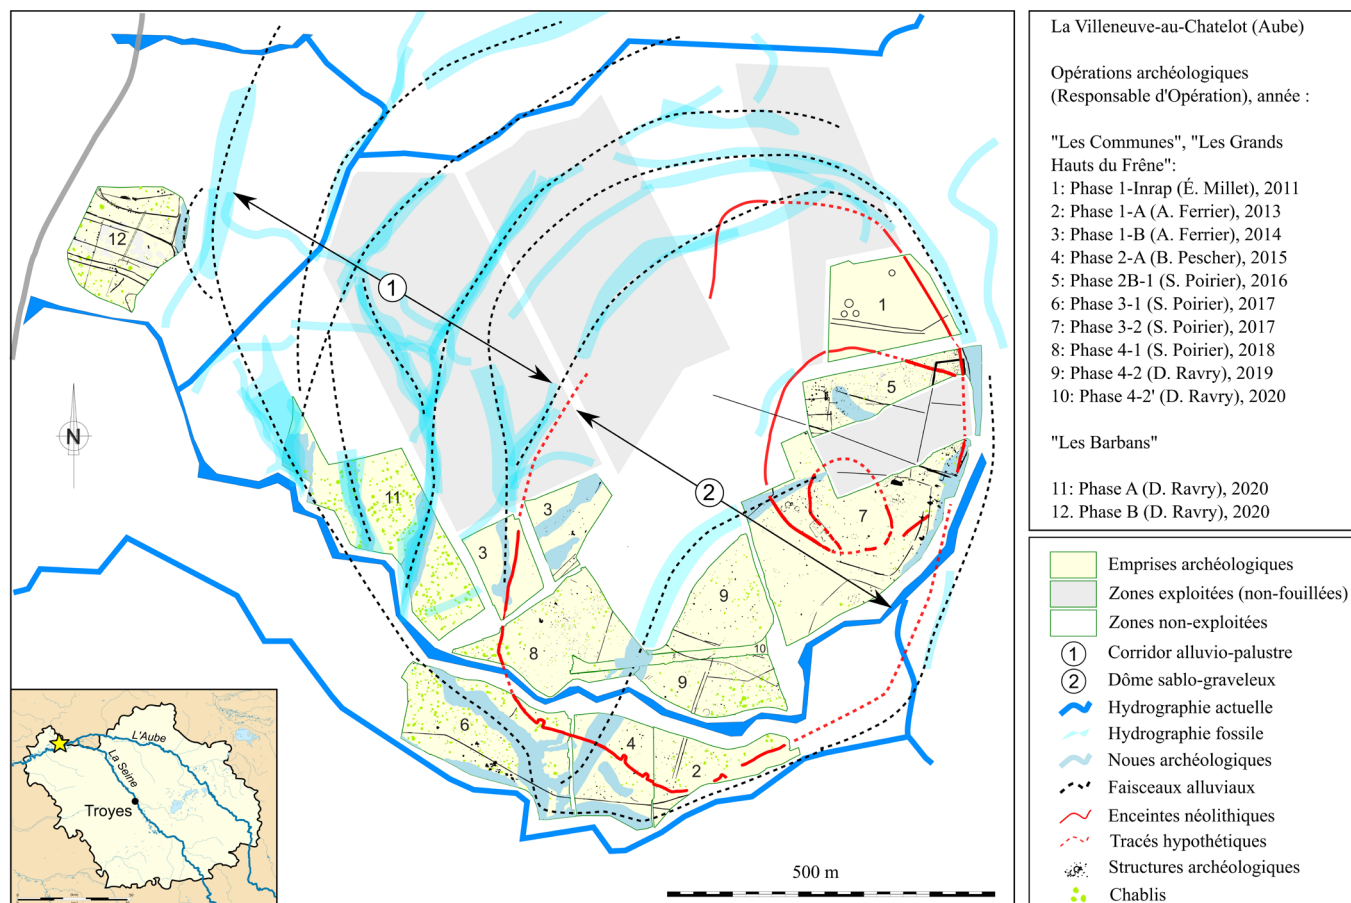 La Villeneuve-au-Chatelot (Aube)
Opérations archéologiques
(Responsable d'Opération), année :
"Les Communes", "Les Grands
Hauts du Frêne":
1: Phase 1-Inrap (É. Millet), 2011
2: Phase 1-A (A. Ferrier), 2013
3: Phase 1-B (A. Ferrier), 2014
4: Phase 2-A (B. Pescher), 2015
5: Phase 2B-1 (S. Poirier), 2016
6: Phase 3-1 (S. Poirier), 2017
7: Phase 3-2 (S. Poirier), 2017
8: Phase 4-1 (S. Poirier), 2018
9: Phase 4-2 (D. Ravry), 2019
10: Phase 4-2' (D. Ravry), 2020
"Les Barbans"
11: Phase A (D. Ravry), 2020
12. Phase B (D. Ravry), 2020
Emprises archéologiques
Zones exploitées (non-fouillées)
Zones non-exploitées
1 Corridor alluvio-palustre
2 Dôme sablo-graveleux
Hydrographie actuelle
Hydrographie fossile
Noues archéologiques
Faisceaux alluviaux
Enceintes néolithiques
Tracés hypothétiques
Structures archéologiques
Chablis
12
1
1
5
N
11
3
2
7
3
9
8
10
9
6
4
2
L'Aube
La Seine
Troyes
500 m